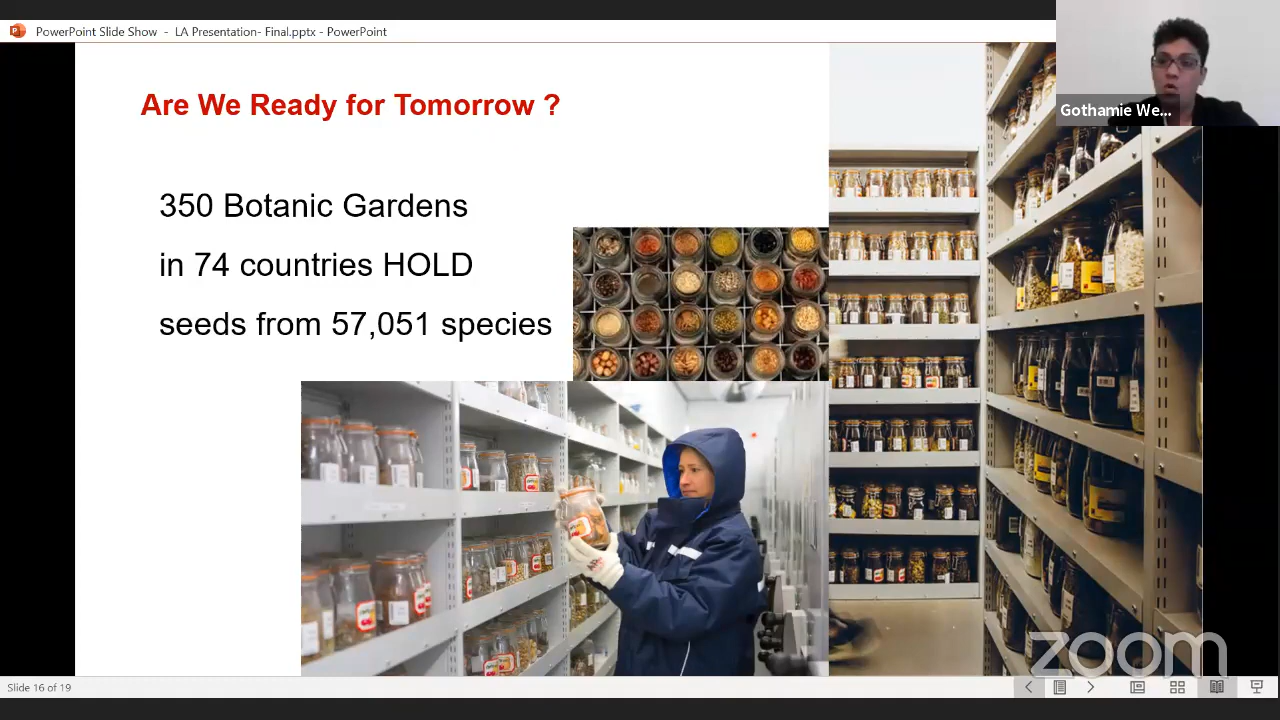 PowerPoint Slide Show - LA Presentation- Final.pptx - PowerPoint
Gothamie We...
Are We Ready for Tomorrow ?
350 Botanic Gardens
in 74 countries HOLD
seeds from 57,051 species
zoom
Slide 16 of 19